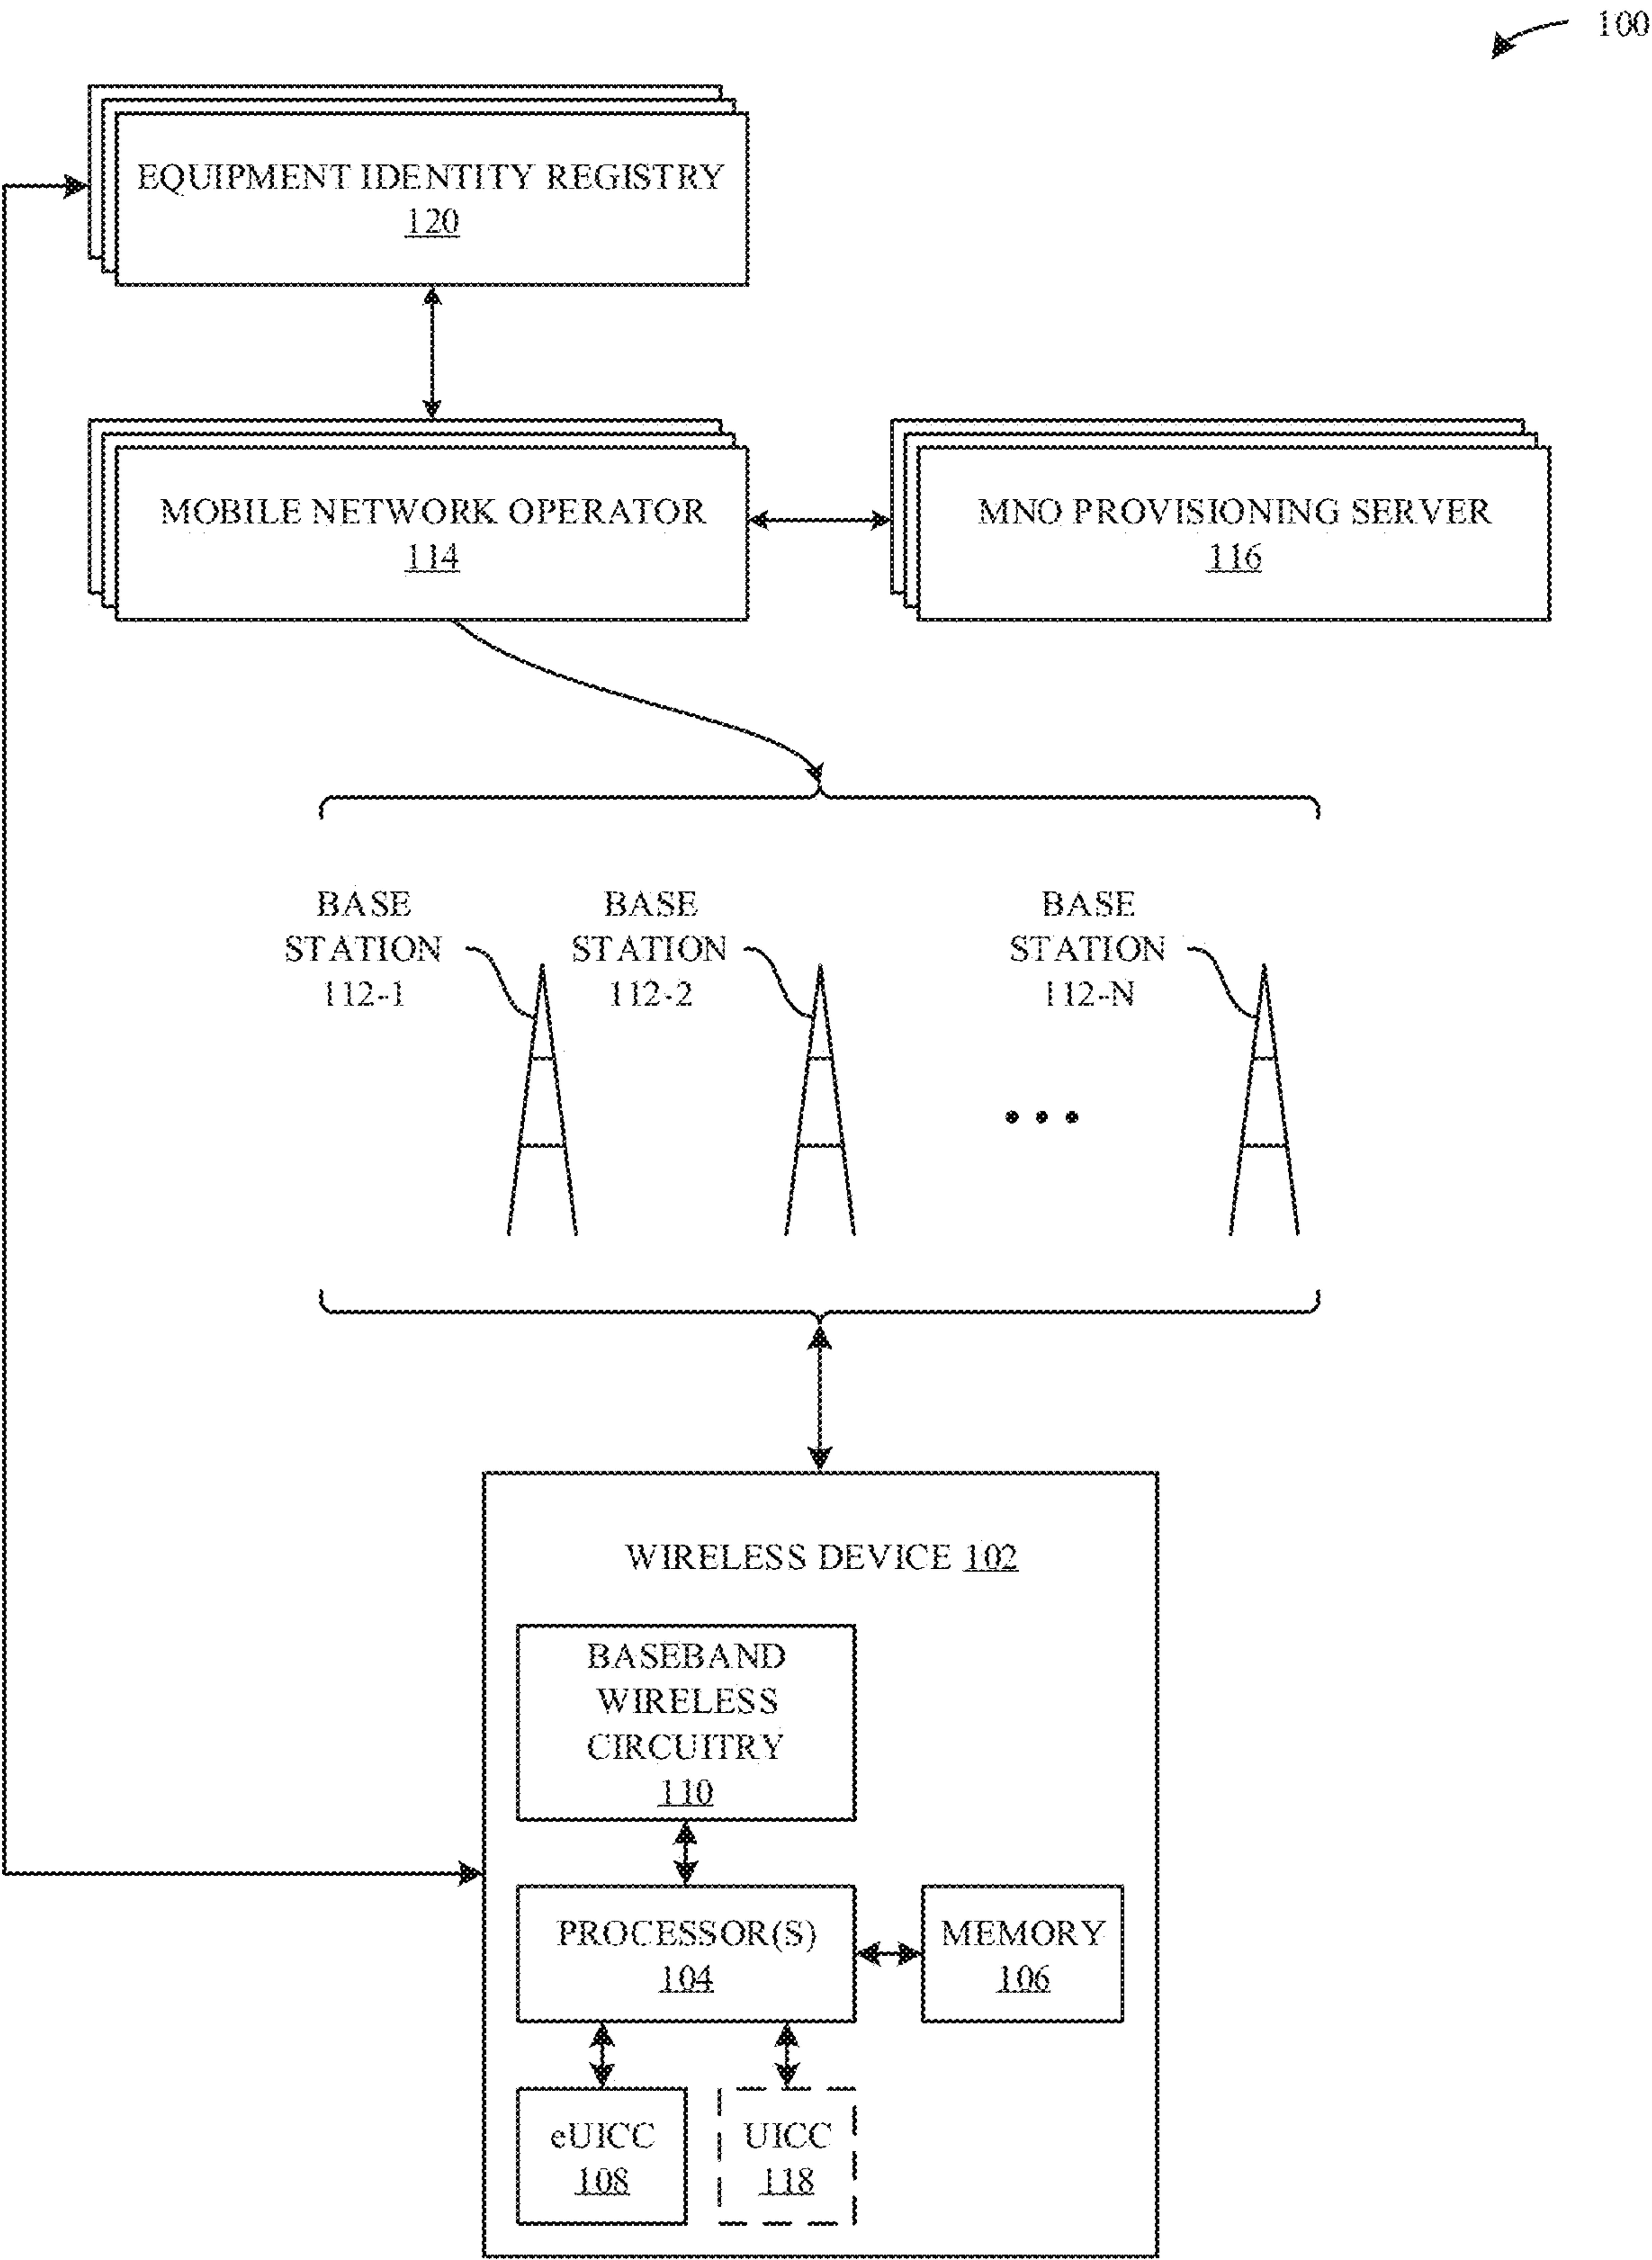 100
EQUIPMENT IDENTITY REGISTRY
120
MOBILE NETWORK OPERATOR
114
MNO PROVISIONING SERVER
116
BASE
STATION
112-1
BASE
STATION
112-2
BASE
STATION
112-N
WIRELESS DEVICE 102
BASEBAND
WIRELESS
CIRCUITRY
110
PROCESSOR(S)
104
MEMORY
106
eUICC
108
UICC
118